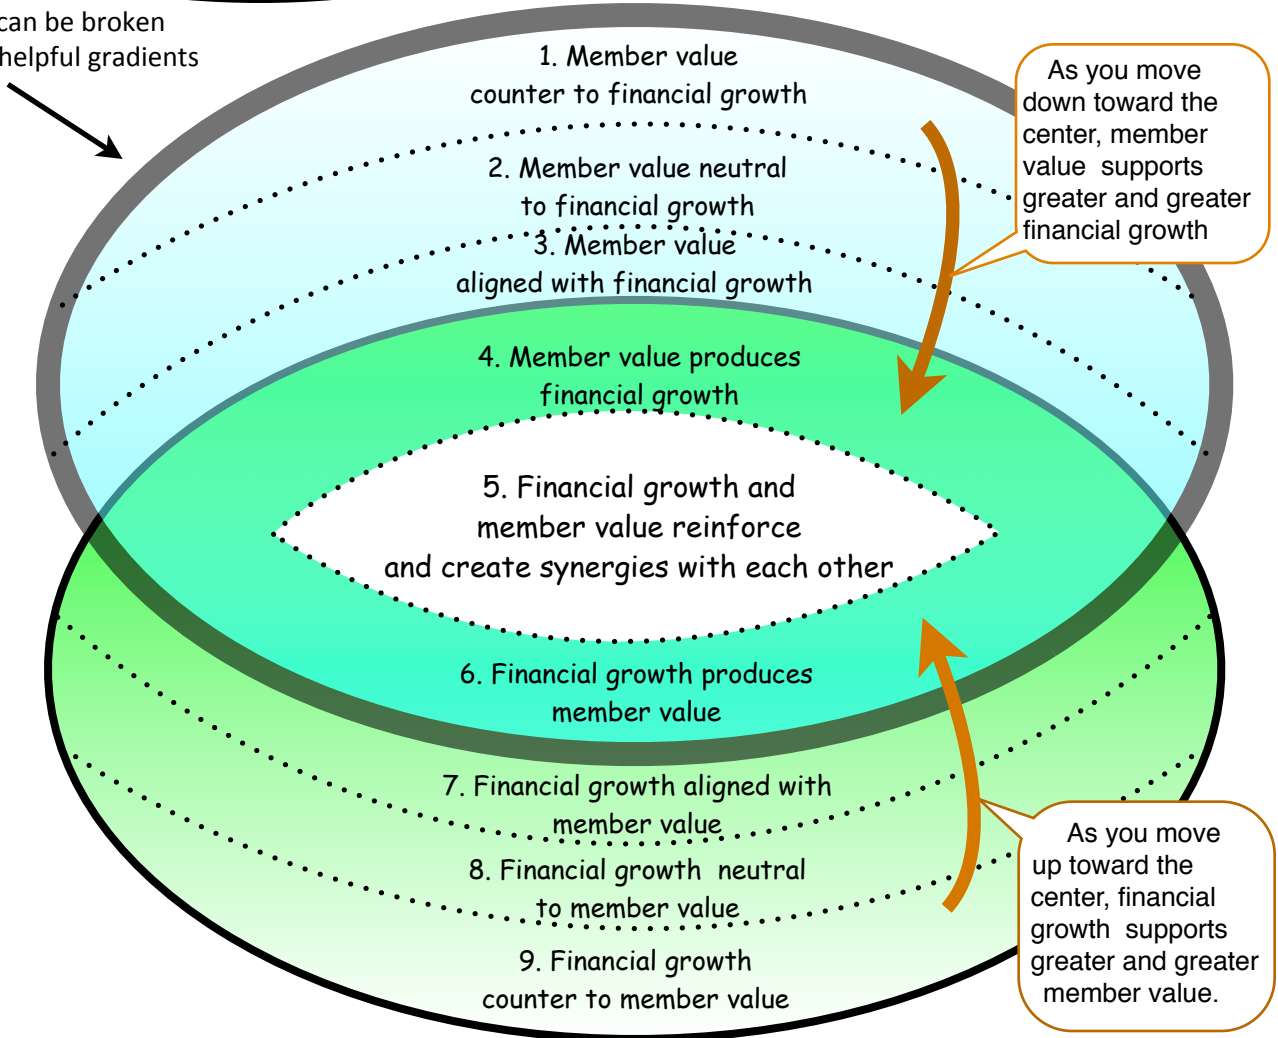 can be broken
helpful gradients
1. Member value
counter to financial growth
As you move
down toward the
center, member
value supports
greater and greater
financial growth
2. Member value neutral
to financial growth
3. Member value
aligned with financial growth
4. Member value produces
financial growth
5. Financial growth and
member value reinforce
and create synergies with each other
6. Financial growth produces
member value
7. Financial growth aligned with
member value
8. Financial growth neutral
to member value
9. Financial growth
counter to member value
As you move
up toward the
center, financial
growth supports
greater and greater
member value.